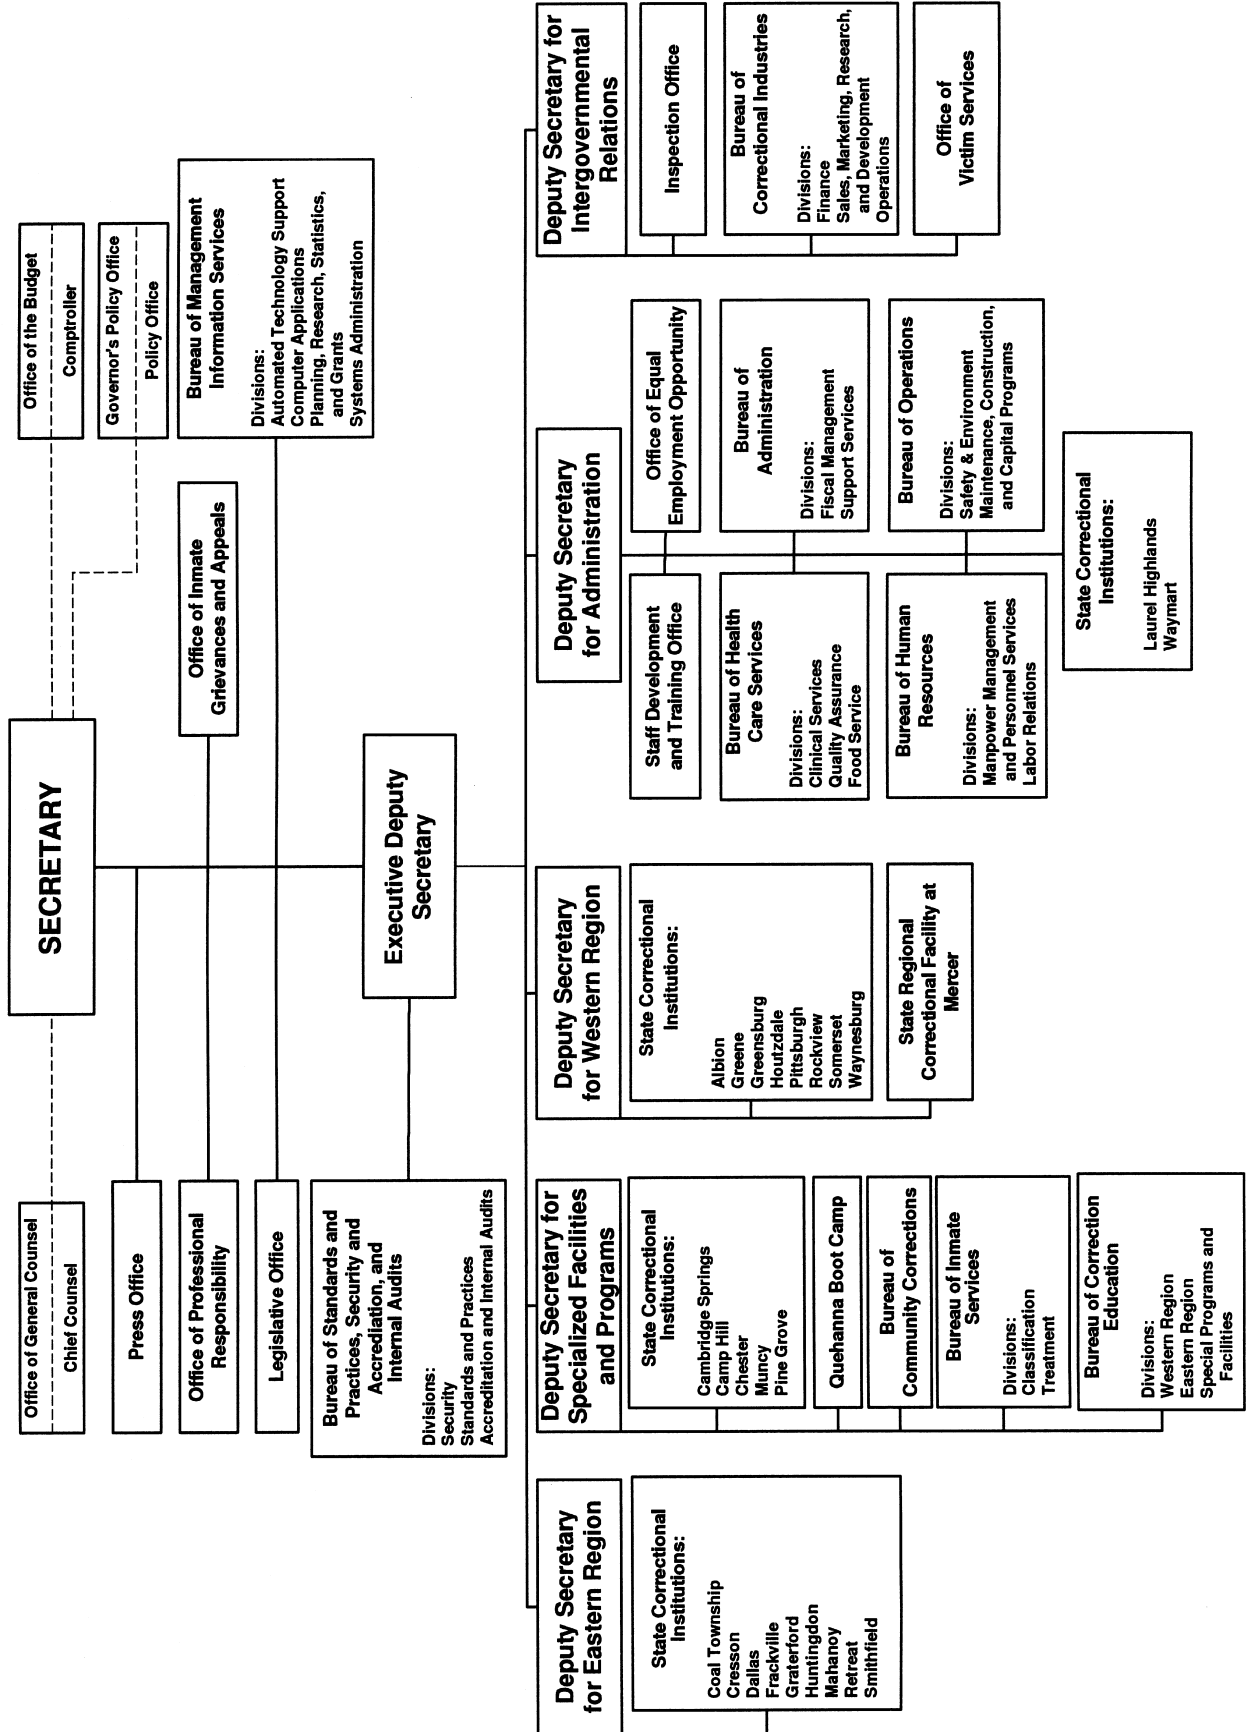 SECRETARY
Office of General Counsel
Chief Counsel
Office of the Budget
Comptroller
Governor's Policy Office
Policy Office
Press Office
Office of Professional
Responsibility
Office of Inmate
Grievances and Appeals
Legislative Office
Bureau of Management
Information Services
Divisions:
Automated Technology Support
Computer Applications
Planning, Research, Statistics,
and Grants
Systems Administration
Bureau of Standards and
Practices, Security and
Accrediation, and
Internal Audits
Divisions:
Security
Standards and Practices
Accreditation and Internal Audits
Executive Deputy
Secretary
Deputy Secretary
for Eastern Region
State Correctional
Institutions:
Coal Township
Cresson
Dallas
Frackville
Graterford
Huntingdon
Mahanoy
Retreat
Smithfield
Deputy Secretary for
Specialized Facilities
and Programs
State Correctional
Institutions:
Cambridge Springs
Camp Hill
Chester
Muncy
Pine Grove
Quehanna Boot Camp
Bureau of
Community Corrections
Bureau of Inmate
Services
Divisions:
Classification
Treatment
Bureau of Correction
Education
Divisions:
Western Region
Eastern Region
Special Programs and
Facilities
Deputy Secretary
for Western Region
State Correctional
Institutions:
Albion
Greene
Greensburg
Houtzdale
Pittsburgh
Rockview
Somerset
Waynesburg
State Regional
Correctional Facility at
Mercer
Deputy Secretary
for Administration
Staff Development
and Training Office
Office of Equal
Employment Opportunity
Bureau of Health
Care Services
Divisions:
Clinical Services
Quality Assurance
Food Service
Bureau of
Administration
Divisions:
Fiscal Management
Support Services
Bureau of Human
Resources
Divisions:
Manpower Management
and Personnel Services
Labor Relations
Bureau of Operations
Divisions:
Safety & Environment
Maintenance, Construction,
and Capital Programs
State Correctional
Institutions:
Laurel Highlands
Waymart
Deputy Secretary for
Intergovernmental
Relations
Inspection Office
Bureau of
Correctional Industries
Divisions:
Finance
Sales, Marketing, Research,
and Development
Operations
Office of
Victim Services